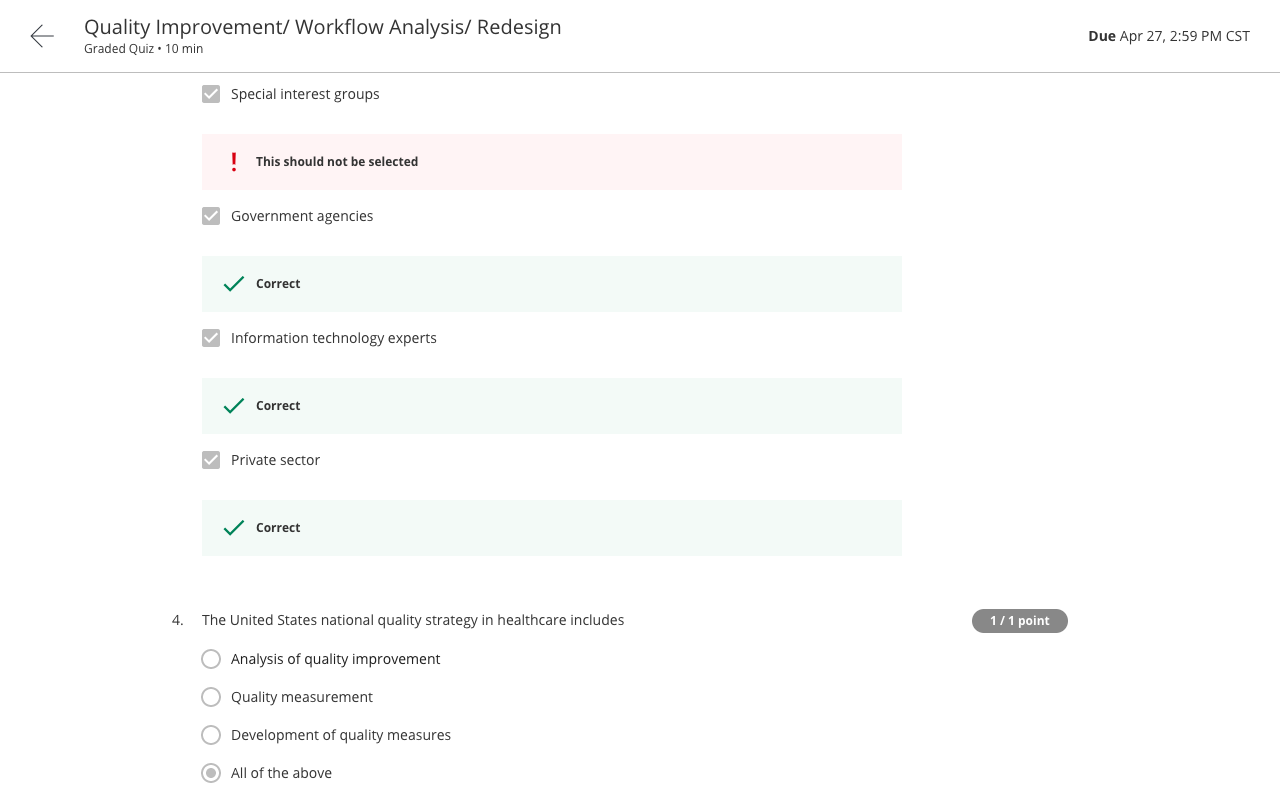 Quality Improvement/ Workflow Analysis/ Redesign
Graded Quiz • 10 min
Due Apr 27, 2:59 PM CST
Special interest groups
This should not be selected
Government agencies
Correct
Information technology experts
Correct
Private sector
Correct
4. The United States national quality strategy in healthcare includes
1 / 1 point
Analysis of quality improvement
Quality measurement
Development of quality measures
All of the above